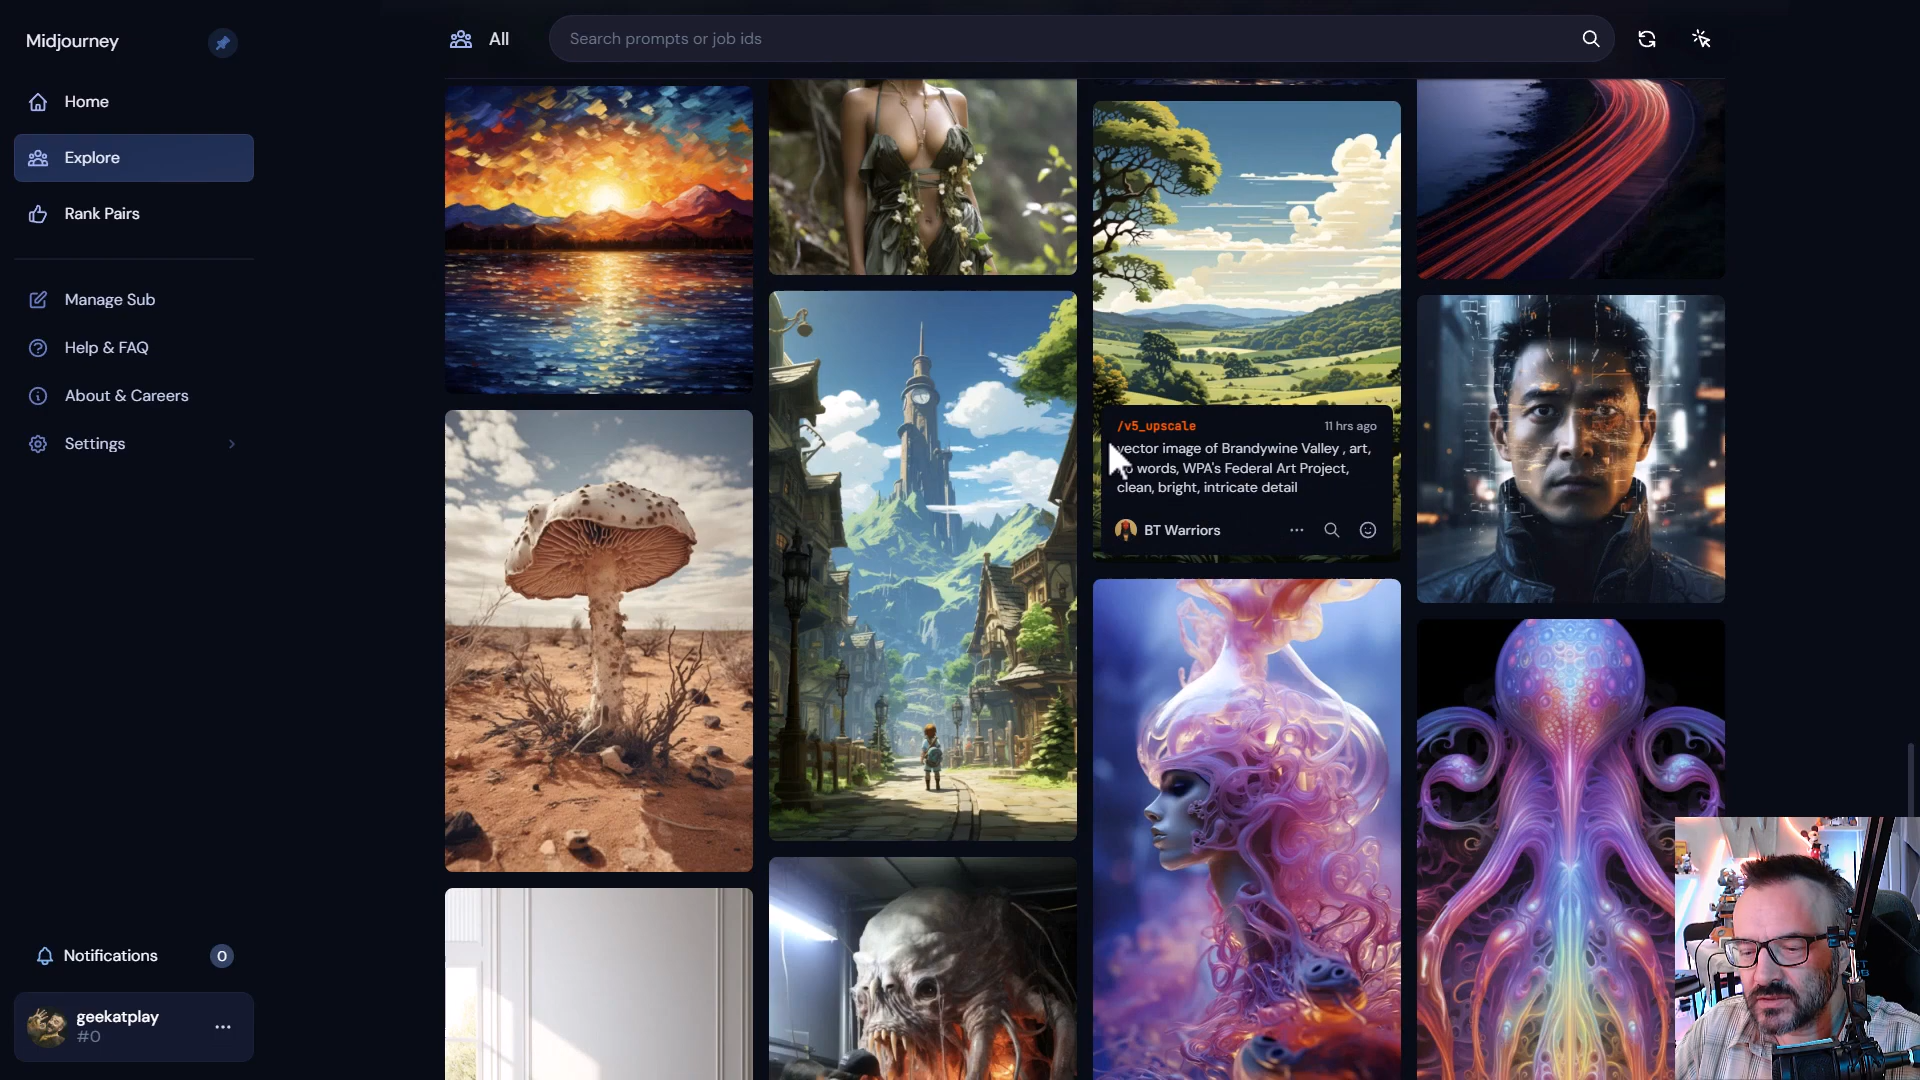 Midjourney
Home
Explore
Rank Pairs
Manage Sub
Help & FAQ
About & Careers
Settings
Notifications
0
geekatplay
#0
All
Search prompts or job ids
/v5_upscale
11 hrs ago
vector image of Brandywine Valley , art,
words, WPA's Federal Art Project,
clean, bright, intricate detail
BT Warriors